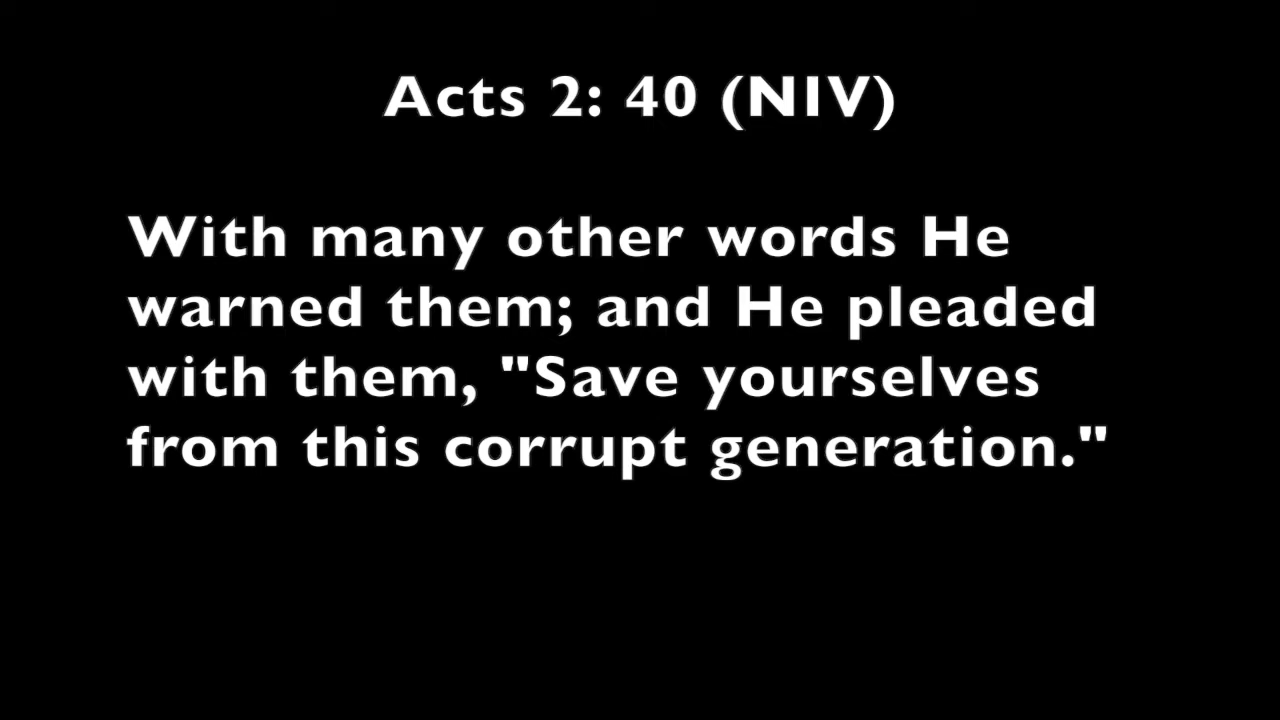 Acts 2: 40 (NIV)
With many other words He
warned them; and He pleaded
with them, "Save yourselves
from this corrupt generation."